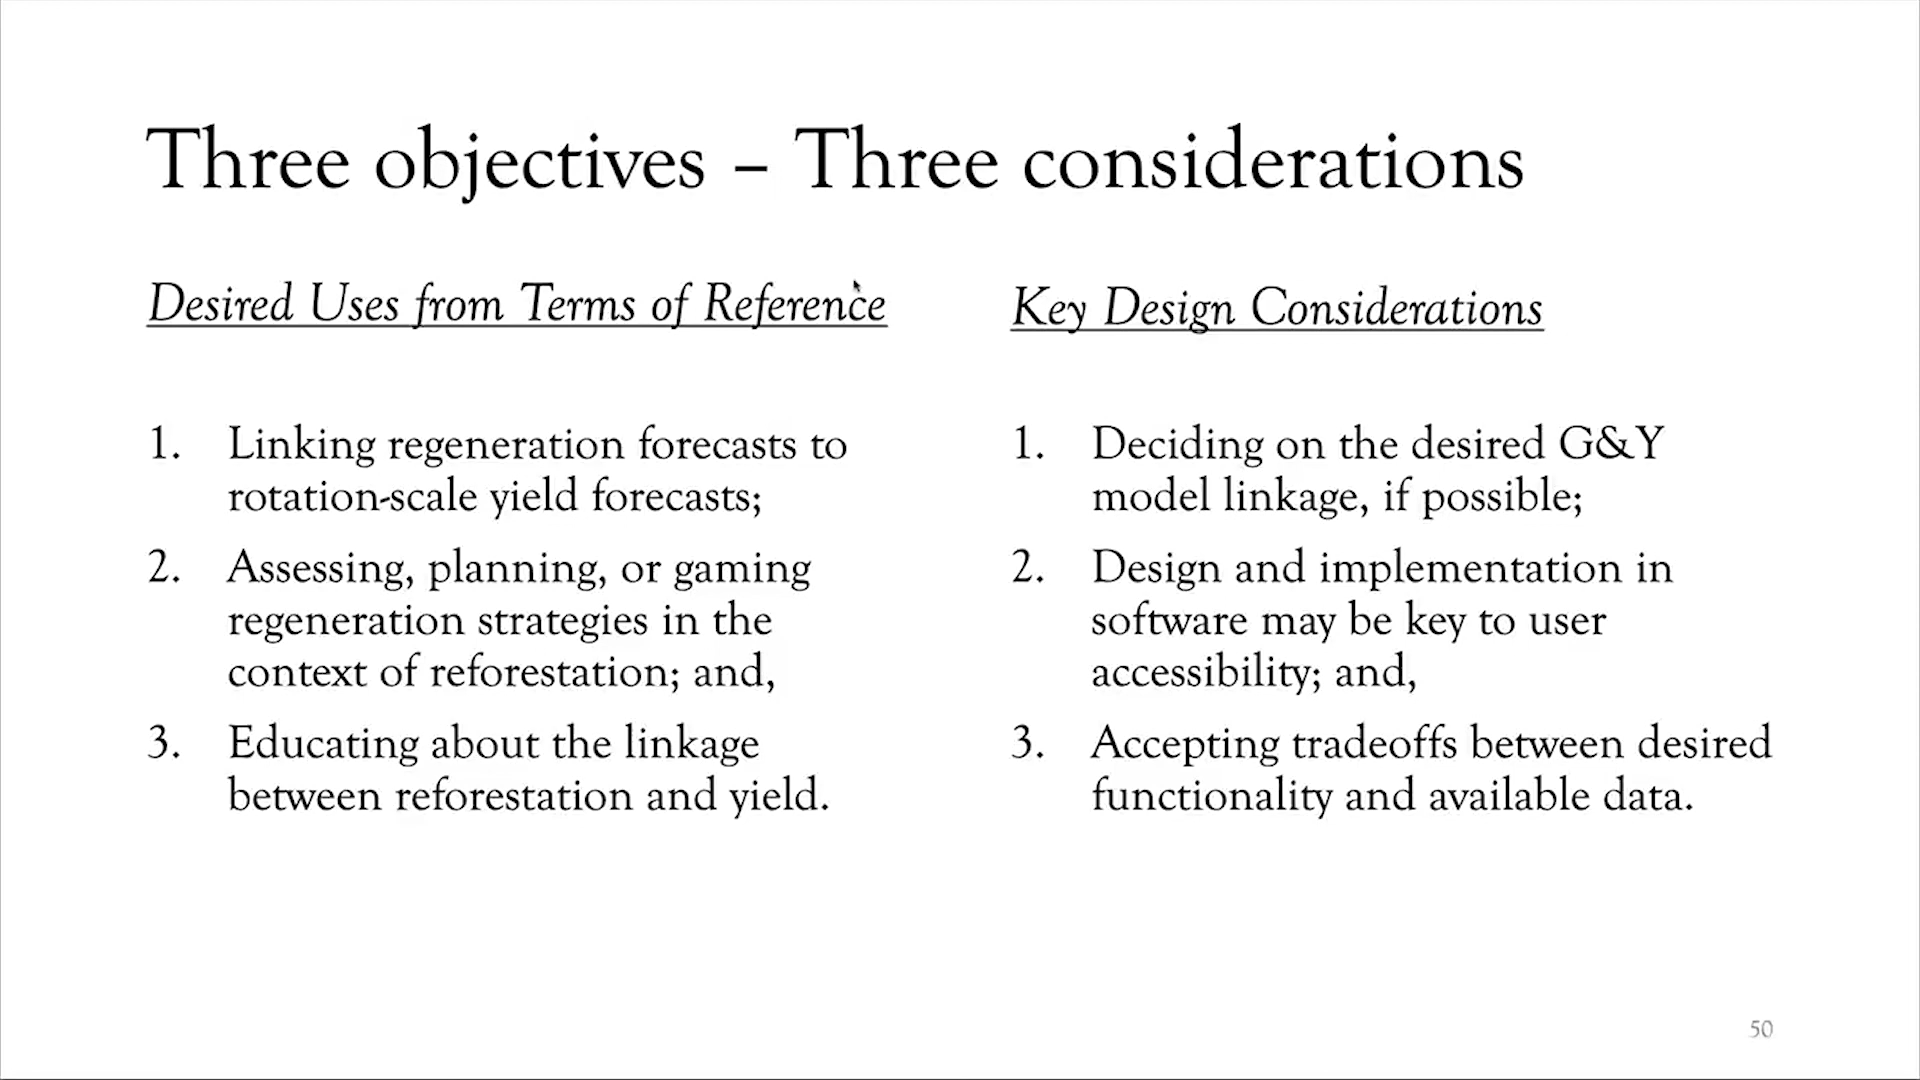 Three objectives – Three considerations
Desired Uses from Terms of Reference
1. Linking regeneration forecasts to
rotation-scale yield forecasts;
2. Assessing, planning, or gaming
regeneration strategies in the
context of reforestation; and,
3. Educating about the linkage
between reforestation and yield.
Key Design Considerations
1. Deciding on the desired G&Y
model linkage, if possible;
2. Design and implementation in
software may be key to user
accessibility; and,
3. Accepting tradeoffs between desired
functionality and available data.
50